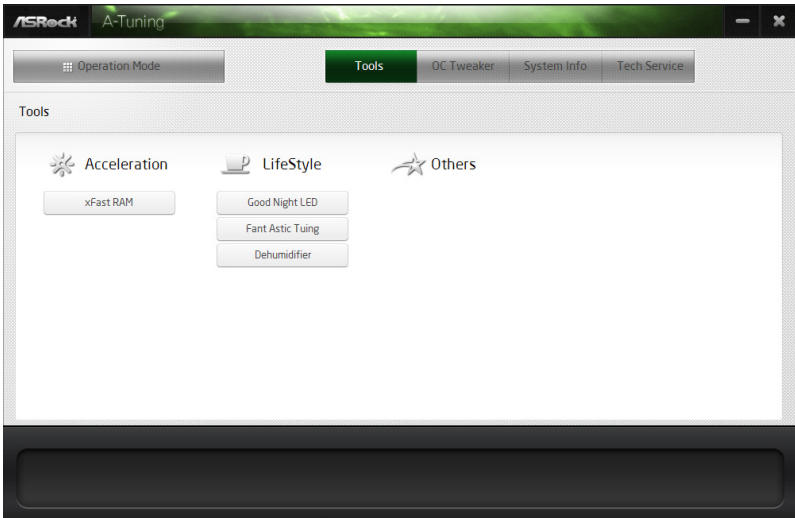 ASRock A-Tuning
Operation Mode Tools OC Tweaker System Info Tech Service
Tools
Acceleration LifeStyle Others
xFast RAM Good Night LED
Fant Astic Tuing
Dehumidifier